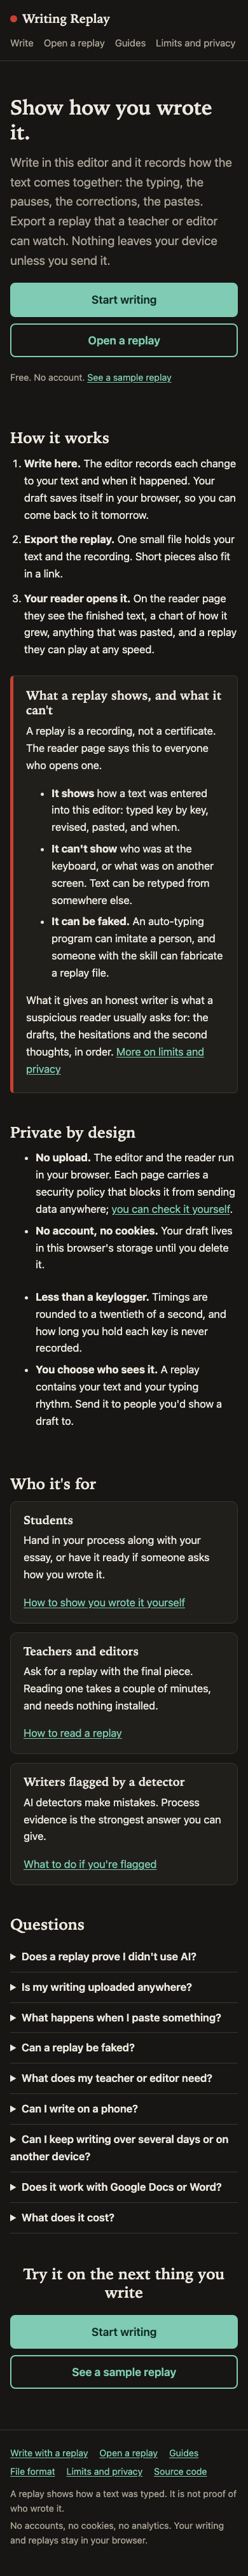 Writing Replay
Write Open a replay Guides Limits and privacy
Show how you wrote
it.
Write in this editor and it records how the
text comes together: the typing, the
pauses, the corrections, the pastes.
Export a replay that a teacher or editor
can watch. Nothing leaves your device
unless you send it.
Start writing
Open a replay
Free. No account. See a sample replay
How it works
1. Write here. The editor records each change
to your text and when it happened. Your
draft saves itself in your browser, so you can
come back to it tomorrow.
2. Export the replay. One small file holds your
text and the recording. Short pieces also fit
in a link.
3. Your reader opens it. On the reader page
they see the finished text, a chart of how it
grew, anything that was pasted, and a replay
they can play at any speed.
What a replay shows, and what it
can't
A replay is a recording, not a certificate.
The reader page says this to everyone
who opens one.
• It shows how a text was entered
into this editor: typed key by key,
revised, pasted, and when.
• It can't show who was at the
keyboard, or what was on another
screen. Text can be retyped from
somewhere else.
• It can be faked. An auto-typing
program can imitate a person, and
someone with the skill can fabricate
a replay file.
What it gives an honest writer is what a
suspicious reader usually asks for: the
drafts, the hesitations and the second
thoughts, in order. More on limits and
privacy
Private by design
• No upload. The editor and the reader run
in your browser. Each page carries a
security policy that blocks it from sending
data anywhere; you can check it yourself.
• No account, no cookies. Your draft lives
in this browser's storage until you delete
it.
• Less than a keylogger. Timings are
rounded to a twentieth of a second, and
how long you hold each key is never
recorded.
• You choose who sees it. A replay
contains your text and your typing
rhythm. Send it to people you'd show a
draft to.
Who it's for
Students
Hand in your process along with your
essay, or have it ready if someone asks
how you wrote it.
How to show you wrote it yourself
Teachers and editors
Ask for a replay with the final piece.
Reading one takes a couple of minutes,
and needs nothing installed.
How to read a replay
Writers flagged by a detector
AI detectors make mistakes. Process
evidence is the strongest answer you can
give.
What to do if you're flagged
Questions
Does a replay prove I didn't use AI?
Is my writing uploaded anywhere?
What happens when I paste something?
Can a replay be faked?
What does my teacher or editor need?
Can I write on a phone?
Can I keep writing over several days or on
another device?
Does it work with Google Docs or Word?
What does it cost?
Try it on the next thing you
write
Start writing
See a sample replay
Write with a replay Open a replay Guides
File format Limits and privacy Source code
A replay shows how a text was typed. It is not proof of
who wrote it.
No accounts, no cookies, no analytics. Your writing
and replays stay in your browser.